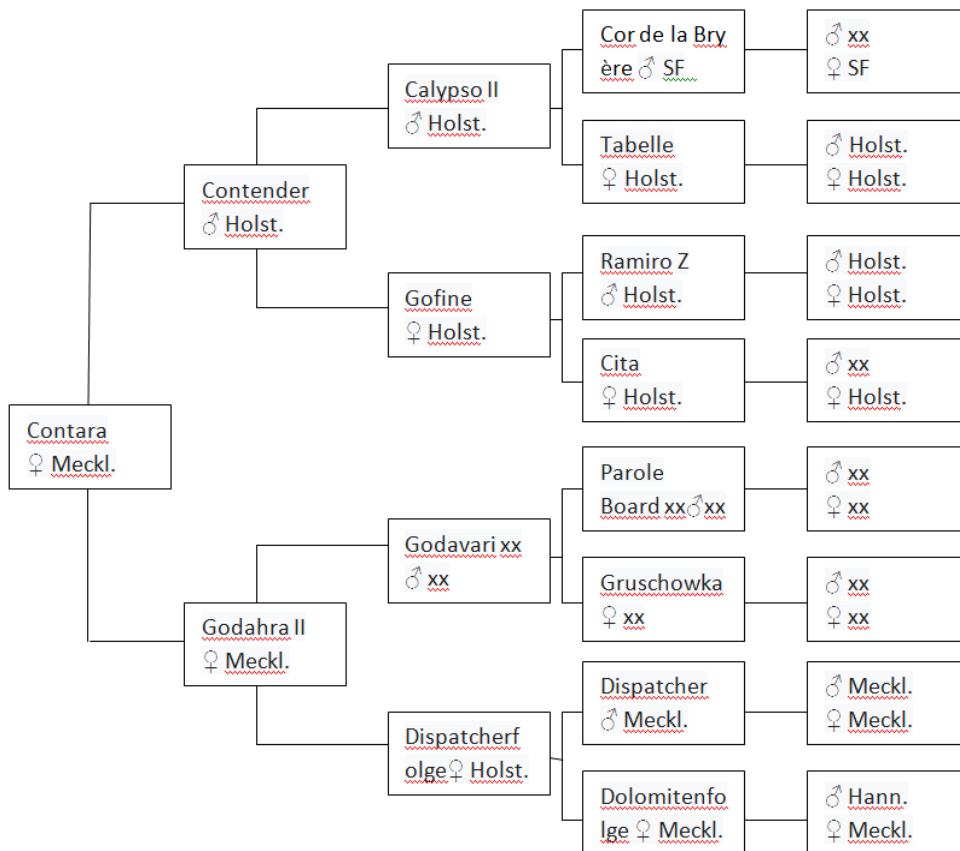 Cor de la Bry
ère ♂ SF
♂ xx
♀ SF
Calypso II
♂ Holst.
Tabelle
♀ Holst.
♂ Holst.
♀ Holst.
Contender
♂ Holst.
Ramiro Z
♂ Holst.
♂ Holst.
♀ Holst.
Gofine
♀ Holst.
Cita
♀ Holst.
♂ xx
♀ Holst.
Contara
♀ Meckl.
Parole
Board xx♂xx
♂ xx
♀ xx
Godavari xx
♂ xx
Gruschowka
♀ xx
♂ xx
♀ xx
Godahra II
♀ Meckl.
Dispatcher
♂ Meckl.
♂ Meckl.
♀ Meckl.
Dispatcherf
olge♀ Holst.
Dolomitenfo
lge ♀ Meckl.
♂ Hann.
♀ Meckl.